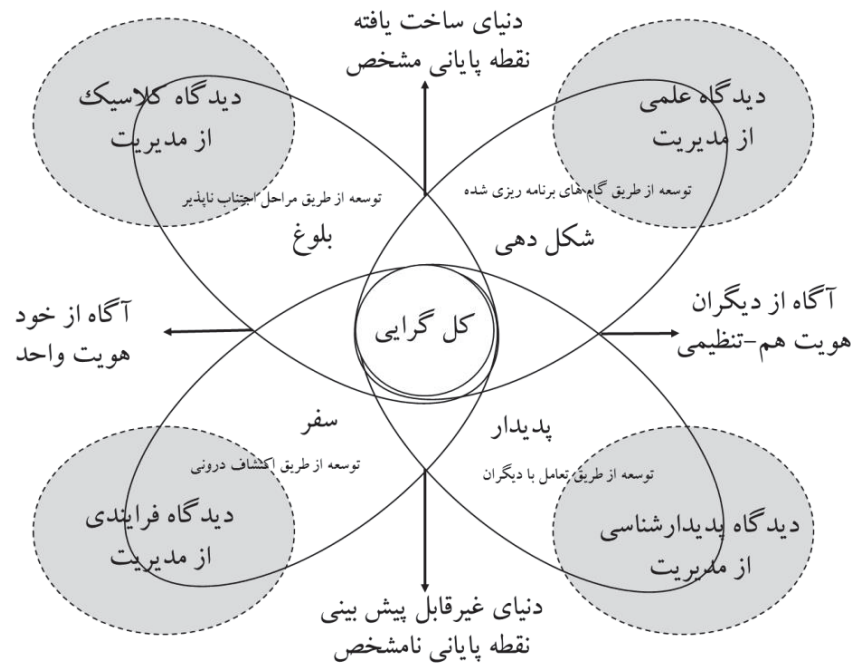 دنیای ساخت یافته
نقطه پایانی مشخص
دیدگاه علمی
از مدیریت
دیدگاه کلاسیک
از مدیریت
توسعه از طریق گام های برنامه ریزی شده
توسعه از طریق مراحل اجتناب ناپذیر
شکل دهی
بلوغ
آگاه از دیگران
هویت هم-تنظیمی
کل گرایی
آگاه از خود
هویت واحد
پدیدار
سفر
توسعه از طریق تعامل با دیگران
توسعه از طریق اکتشاف درونی
دیدگاه پدیدارشناسی
از مدیریت
دیدگاه فرایندی
از مدیریت
دنیای غیرقابل پیش بینی
نقطه پایانی نامشخص